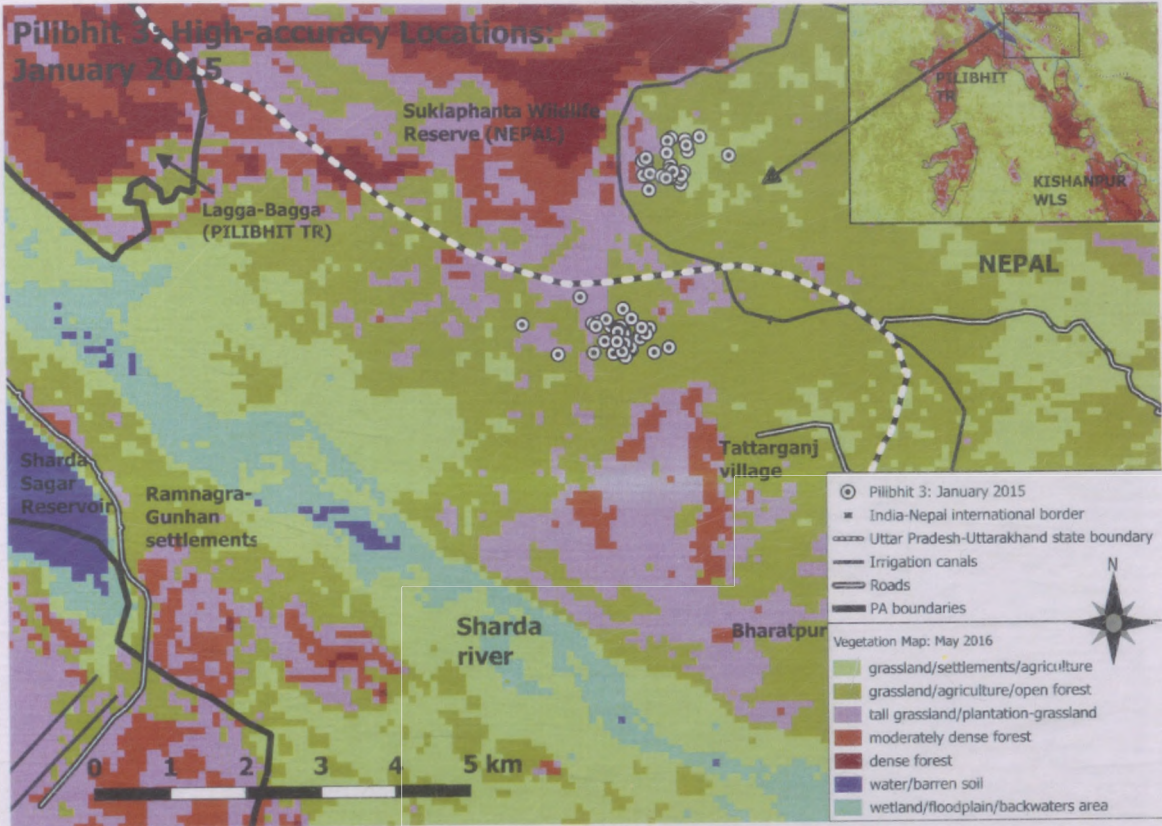 Pilibhit 3: High-accuracy Locations:
January 2015
Suklaphanta Wildlife
Reserve (NEPAL)
PILIBHIT
TR
KISHANPUR
WLS
Lagga-Bagga
(PILIBHIT TR)
NEPAL
Sharda
Sagar
Reservoir
Ramnagra-
Gunhan
settlements
Tattarganj
village
Sharda
river
Bharatpur
0 1 2 3 4 5 km
Pilibhit 3: January 2015
India-Nepal international border
Uttar Pradesh-Uttarakhand state boundary
Irrigation canals
Roads
PA boundaries
N
Vegetation Map: May 2016
grassland/settlements/agriculture
grassland/agriculture/open forest
tall grassland/plantation-grassland
moderately dense forest
dense forest
water/barren soil
wetland/floodplain/backwaters area